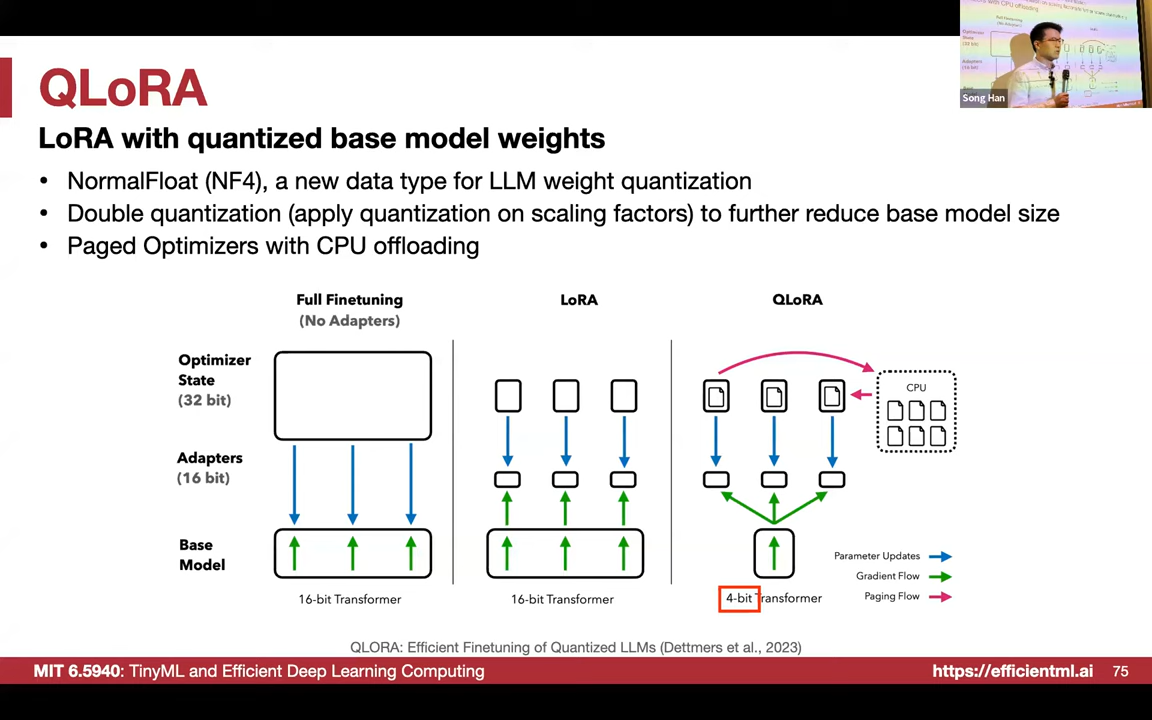 QLoRA
LoRA with quantized base model weights
• NormalFloat (NF4), a new data type for LLM weight quantization
• Double quantization (apply quantization on scaling factors) to further reduce base model size
• Paged Optimizers with CPU offloading
Full Finetuning
(No Adapters)
LoRA
QLoRA
Optimizer
State
(32 bit)
CPU
Adapters
(16 bit)
Base
Model
16-bit Transformer
16-bit Transformer
4-bit Transformer
Parameter Updates
Gradient Flow
Paging Flow
QLORA: Efficient Finetuning of Quantized LLMs (Dettmers et al., 2023)
MIT 6.5940: TinyML and Efficient Deep Learning Computing
https://efficientml.ai
75
Song Han